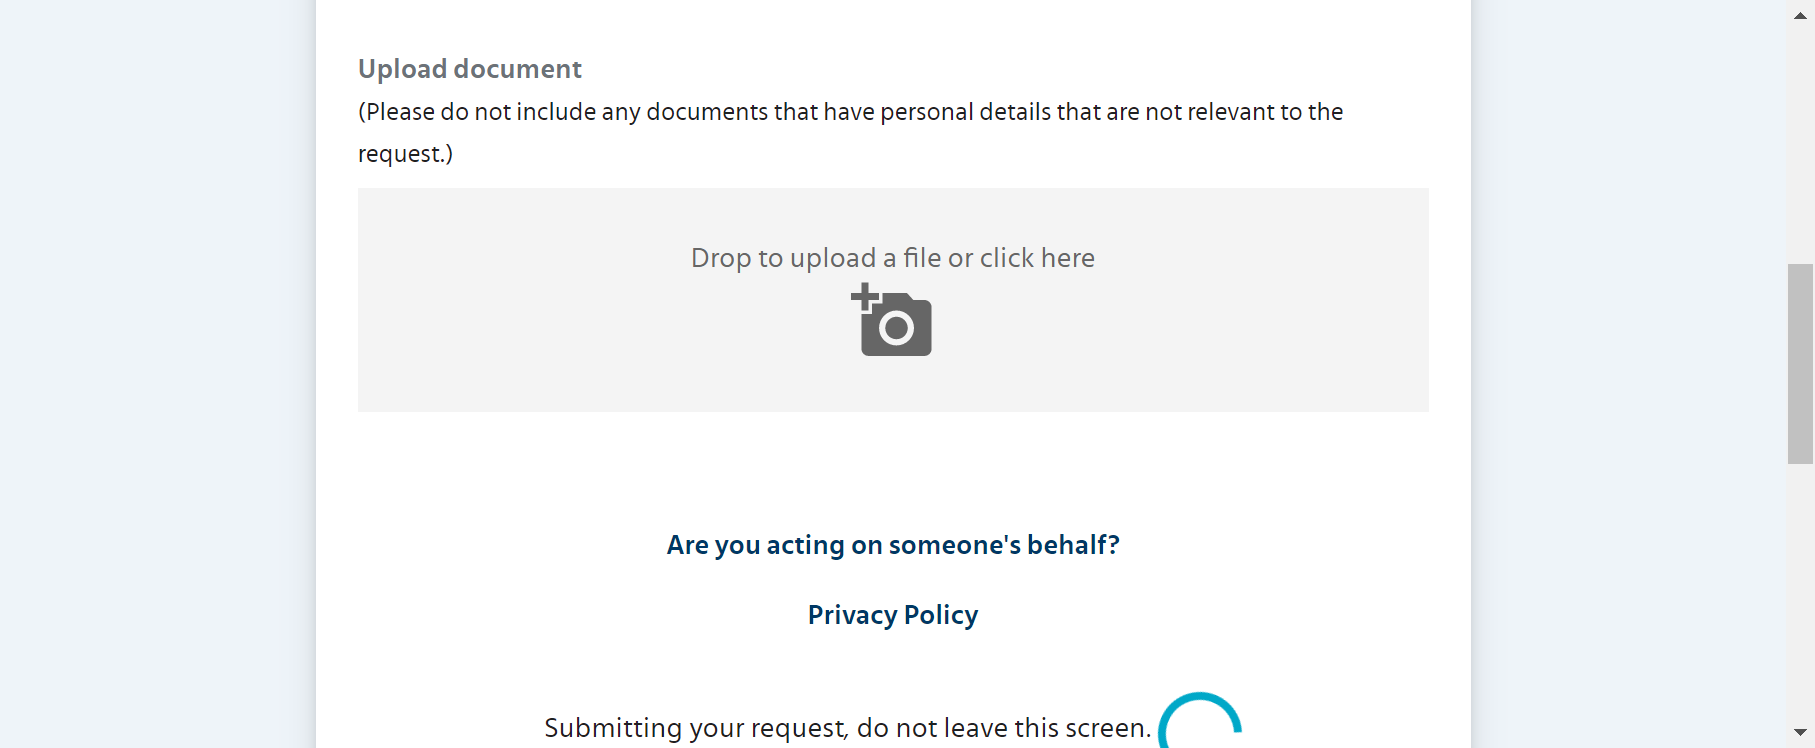 Upload document
(Please do not include any documents that have personal details that are not relevant to the
request.)
Drop to upload a file or click here
Are you acting on someone's behalf?
Privacy Policy
Submitting your request, do not leave this screen.